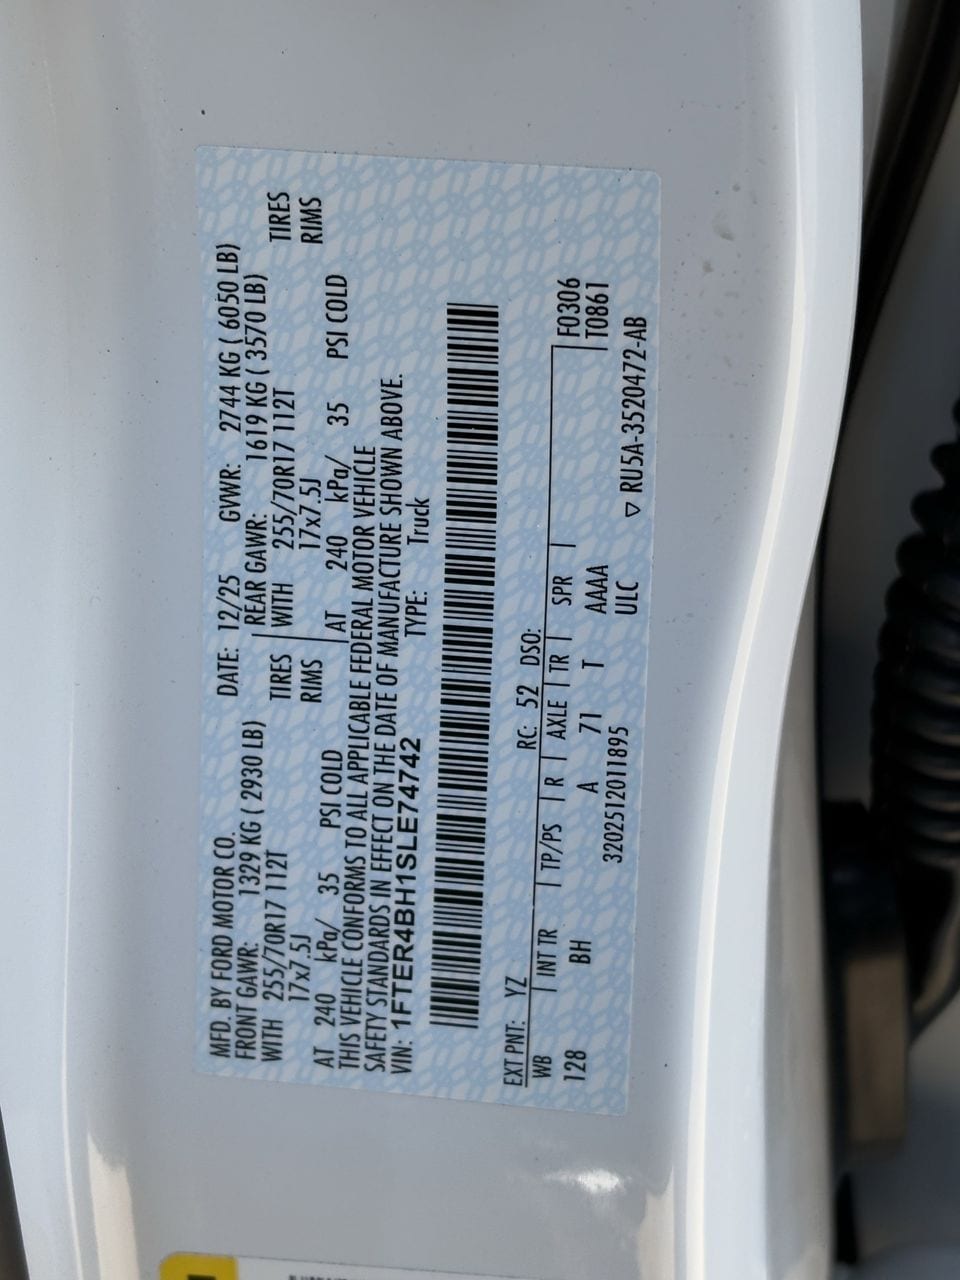 MFD. BY FORD MOTOR CO. DATE: 12/25 GVWR: 2744 KG ( 6050 LB)
FRONT GAWR: 1329 KG ( 2930 LB) REAR GAWR: 1619 KG ( 3570 LB)
WITH 255/70R17 112T TIRES WITH 255/70R17 112T TIRES
17x7.5J RIMS 17x7.5J RIMS
AT 240 kPa/ 35 PSI COLD AT 240 kPa/ 35 PSI COLD
THIS VEHICLE CONFORMS TO ALL APPLICABLE FEDERAL MOTOR VEHICLE
SAFETY STANDARDS IN EFFECT ON THE DATE OF MANUFACTURE SHOWN ABOVE.
VIN: 1FTER4BH1SLE74742 TYPE: Truck
EXT PNT: YZ RC: 52 DSO: F0306
WB INT TR TP/PS R AXLE TR SPR T0861
128 BH A 71 T AAAA
3202512011895 ULC ▽ RU5A-3520472-AB